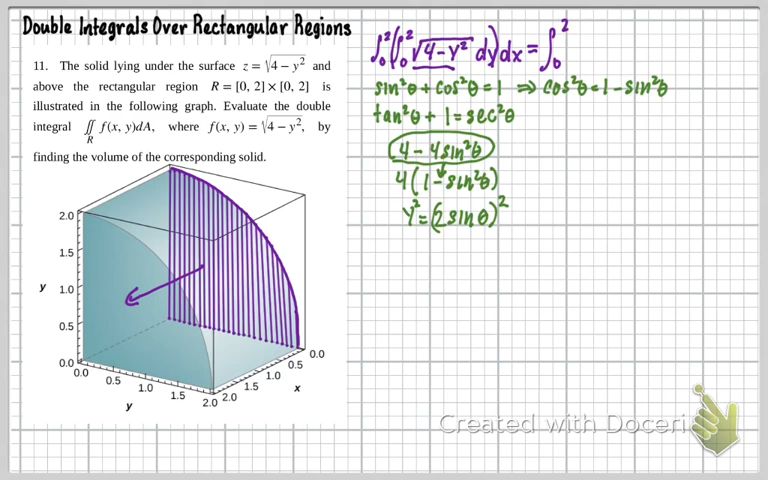 Double Integrals Over Rectangular Regions
11. The solid lying under the surface z = √4 − y² and
above the rectangular region R = [0, 2] × [0, 2] is
illustrated in the following graph. Evaluate the double
integral ∬ f(x, y)dA, where f(x, y) = √4 − y², by
R
finding the volume of the corresponding solid.
∫₀²(∫₀² √4−y² dy)dx = ∫₀²
sin²θ + cos²θ = 1 ⇒ cos²θ = 1 − sin²θ
tan²θ + 1 = sec²θ
4 − 4sin²θ
4(1 − sin²θ)
y² = (2sinθ)²
2.0
1.5
y 1.0
0.5
0.0
0.0 0.5 1.0 1.5 2.0
y
2.0 1.5 1.0 0.5 0.0
x
Created with Doceri